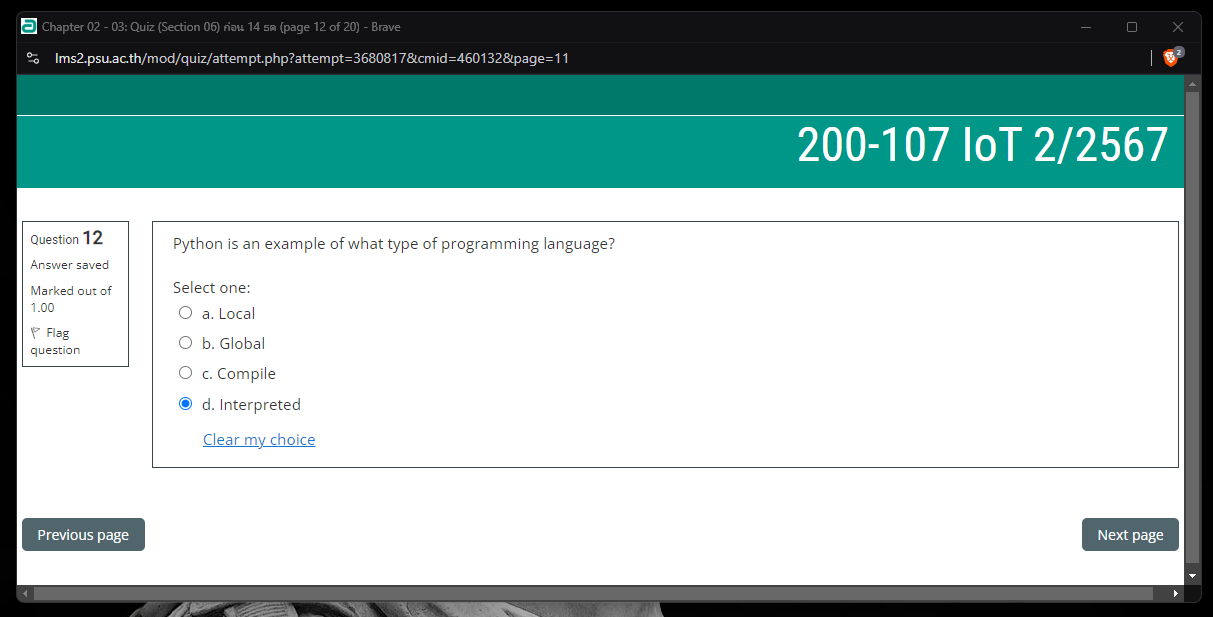 Chapter 02 - 03: Quiz (Section 06) ก่อน 14 ธค (page 12 of 20) - Brave
lms2.psu.ac.th/mod/quiz/attempt.php?attempt=3680817&cmid=460132&page=11
2
200-107 IoT 2/2567
Question 12
Answer saved
Marked out of
1.00
Flag
question
Python is an example of what type of programming language?
Select one:
a. Local
b. Global
c. Compile
d. Interpreted
Clear my choice
Previous page
Next page